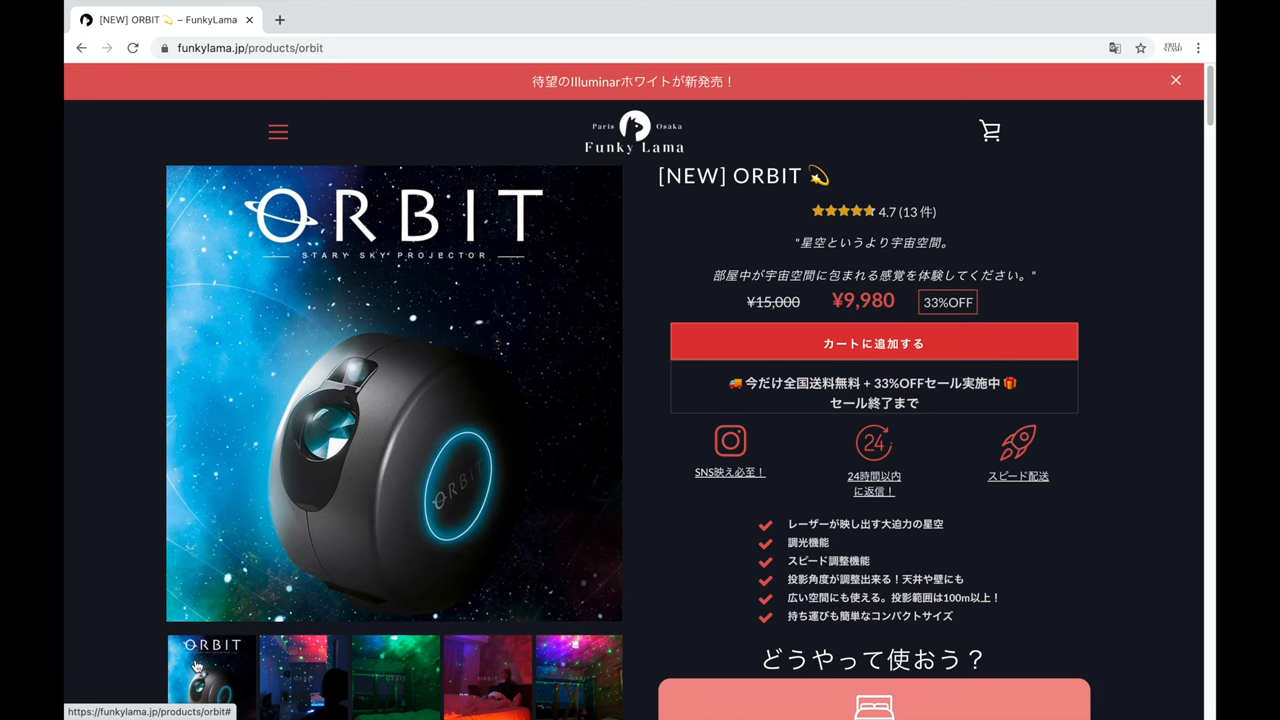 [NEW] ORBIT 💫 – FunkyLama
funkylama.jp/products/orbit
待望のIlluminarホワイトが新発売！
Paris Osaka
Funky Lama
ORBIT
STARY SKY PROJECTOR
ORBIT
[NEW] ORBIT 💫
4.7 (13 件)
"星空というより宇宙空間。
部屋中が宇宙空間に包まれる感覚を体験してください。"
¥15,000 ¥9,980 33%OFF
カートに追加する
🚚 今だけ全国送料無料 + 33%OFFセール実施中 🎁
セール終了まで
24
SNS映え必至！
24時間以内
に返信！
スピード配送
レーザーが映し出す大迫力の星空
調光機能
スピード調整機能
投影角度が調整出来る！天井や壁にも
広い空間にも使える。投影範囲は100m以上！
持ち運びも簡単なコンパクトサイズ
どうやって使おう？
ORBIT
https://funkylama.jp/products/orbit#